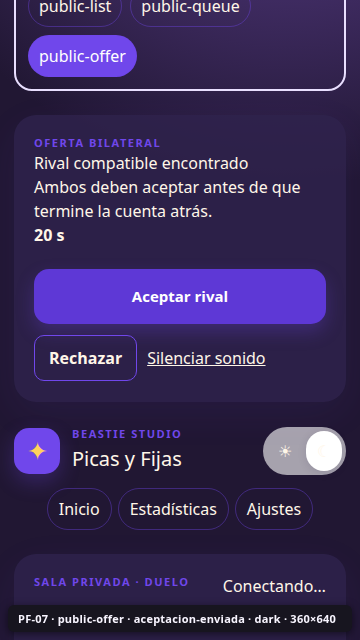 public-list public-queue
public-offer
OFERTA BILATERAL
Rival compatible encontrado
Ambos deben aceptar antes de que
termine la cuenta atrás.
20 s
Aceptar rival
Rechazar Silenciar sonido
BEASTIE STUDIO
Picas y Fijas
Inicio Estadísticas Ajustes
SALA PRIVADA · DUELO Conectando…
PF-07 · public-offer · aceptacion-enviada · dark · 360×640